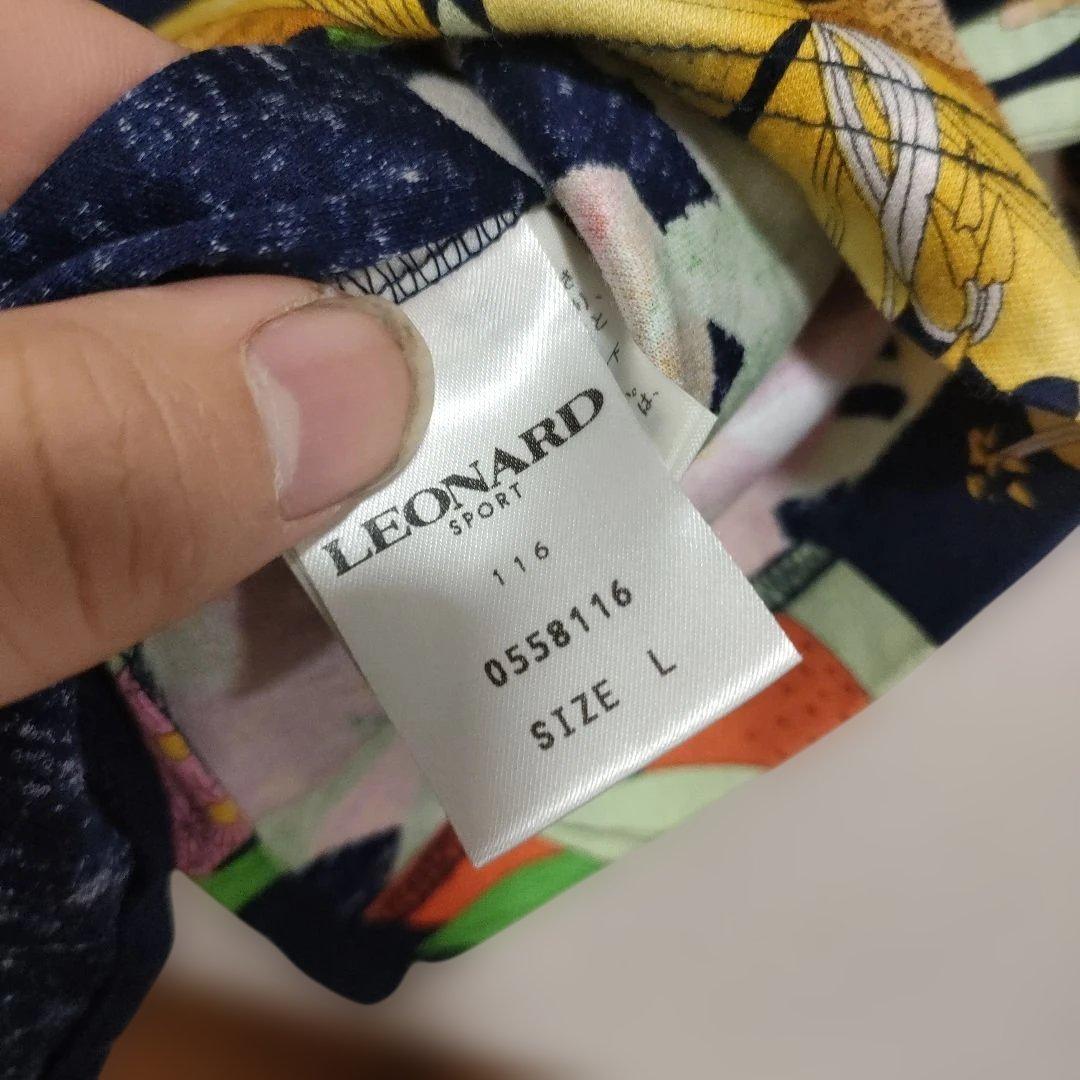 LEONARD
SPORT
116
0558116
SIZE L